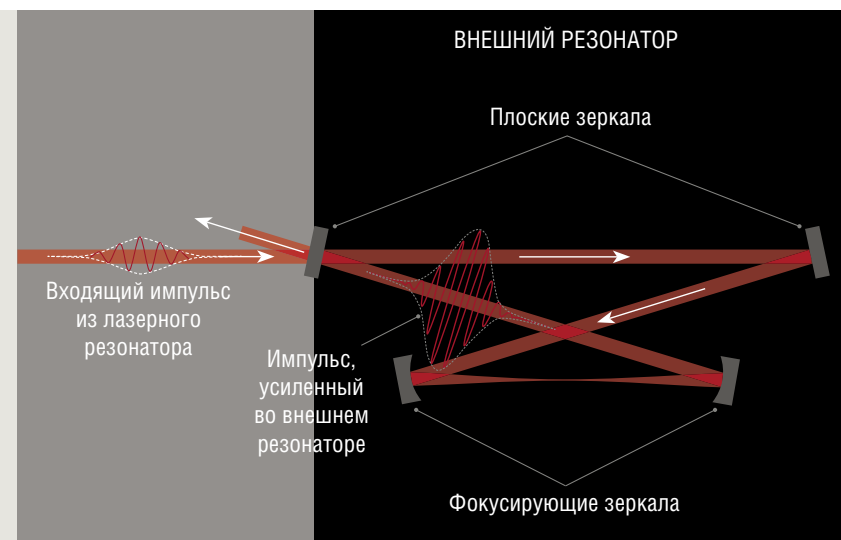 ВНЕШНИЙ РЕЗОНАТОР
Плоские зеркала
Входящий импульс
из лазерного
резонатора
Импульс,
усиленный
во внешнем
резонаторе
Фокусирующие зеркала